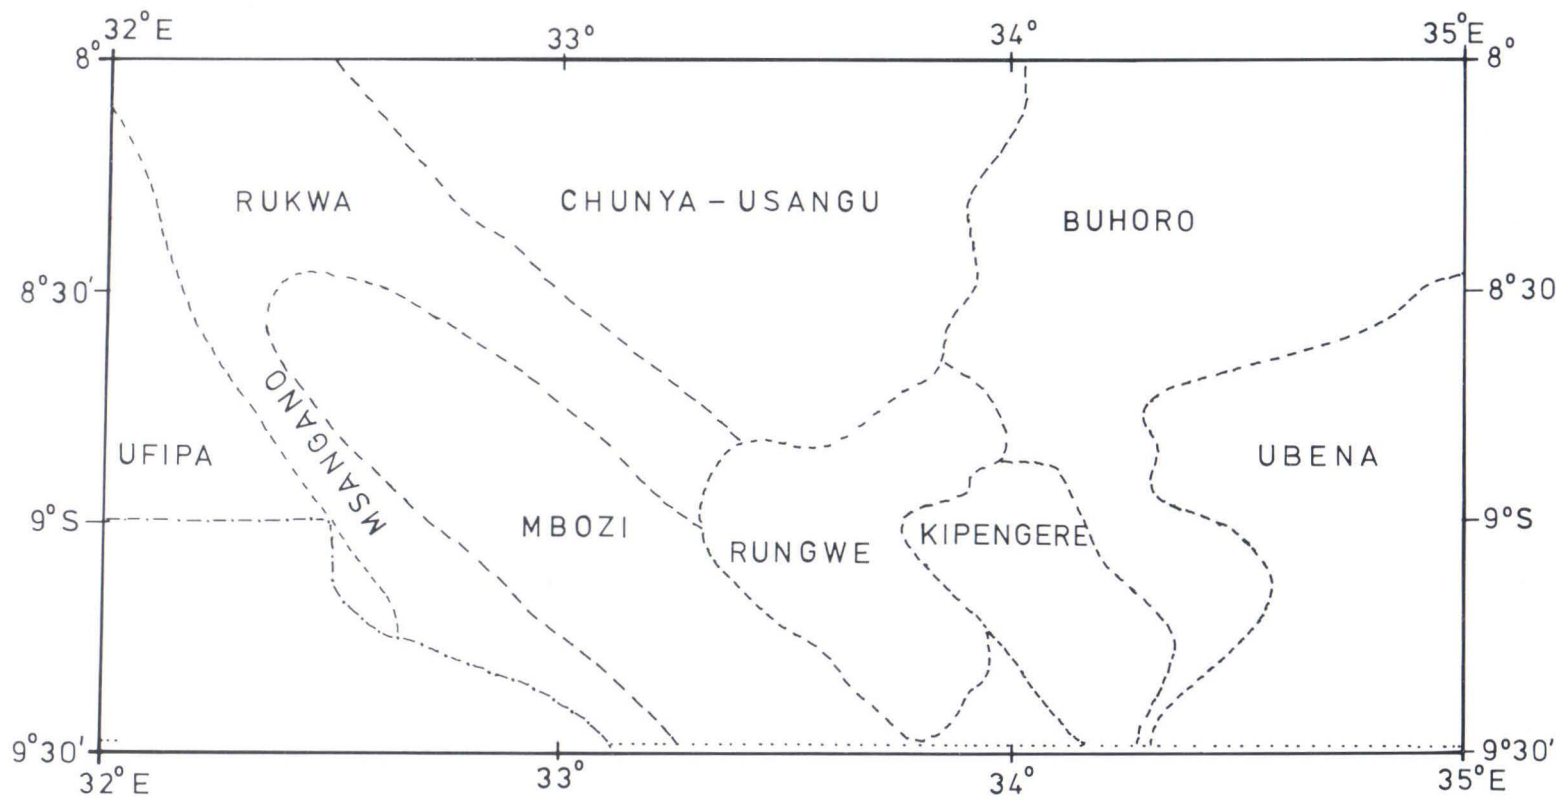 32°E 33° 34° 35°E
8° 8°
RUKWA CHUNYA – USANGU BUHORO
8°30' 8°30
MSANGANO
UFIPA UBENA
9°S MBOZI RUNGWE KIPENGERE 9°S
9°30' 9°30'
32°E 33° 34° 35°E